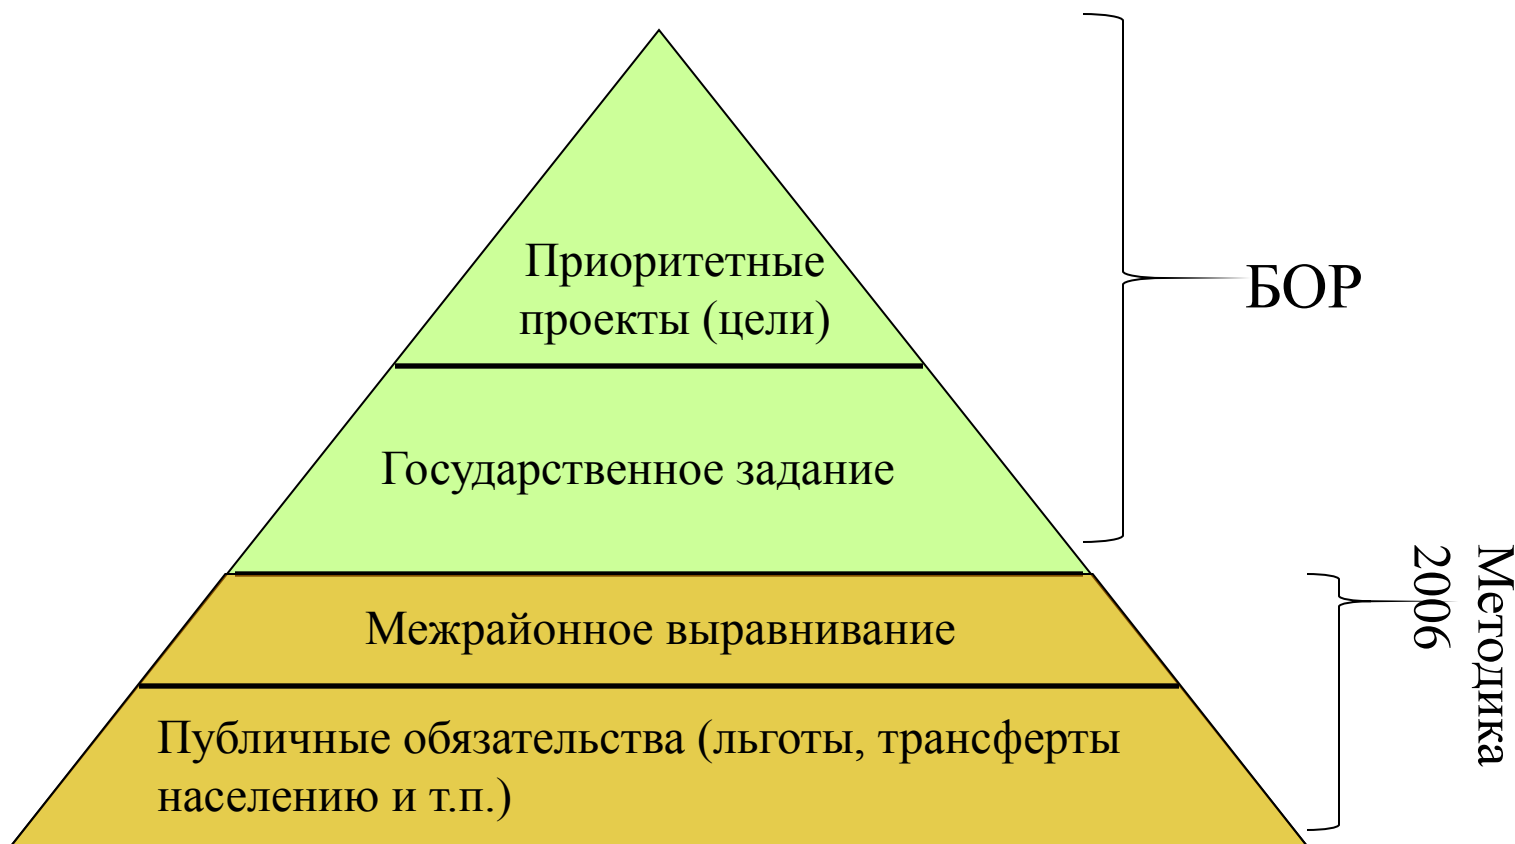 Приоритетные
проекты (цели)
БОР
Государственное задание
Методика
2006
Межрайонное выравнивание
Публичные обязательства (льготы, трансферты
населению и т.п.)